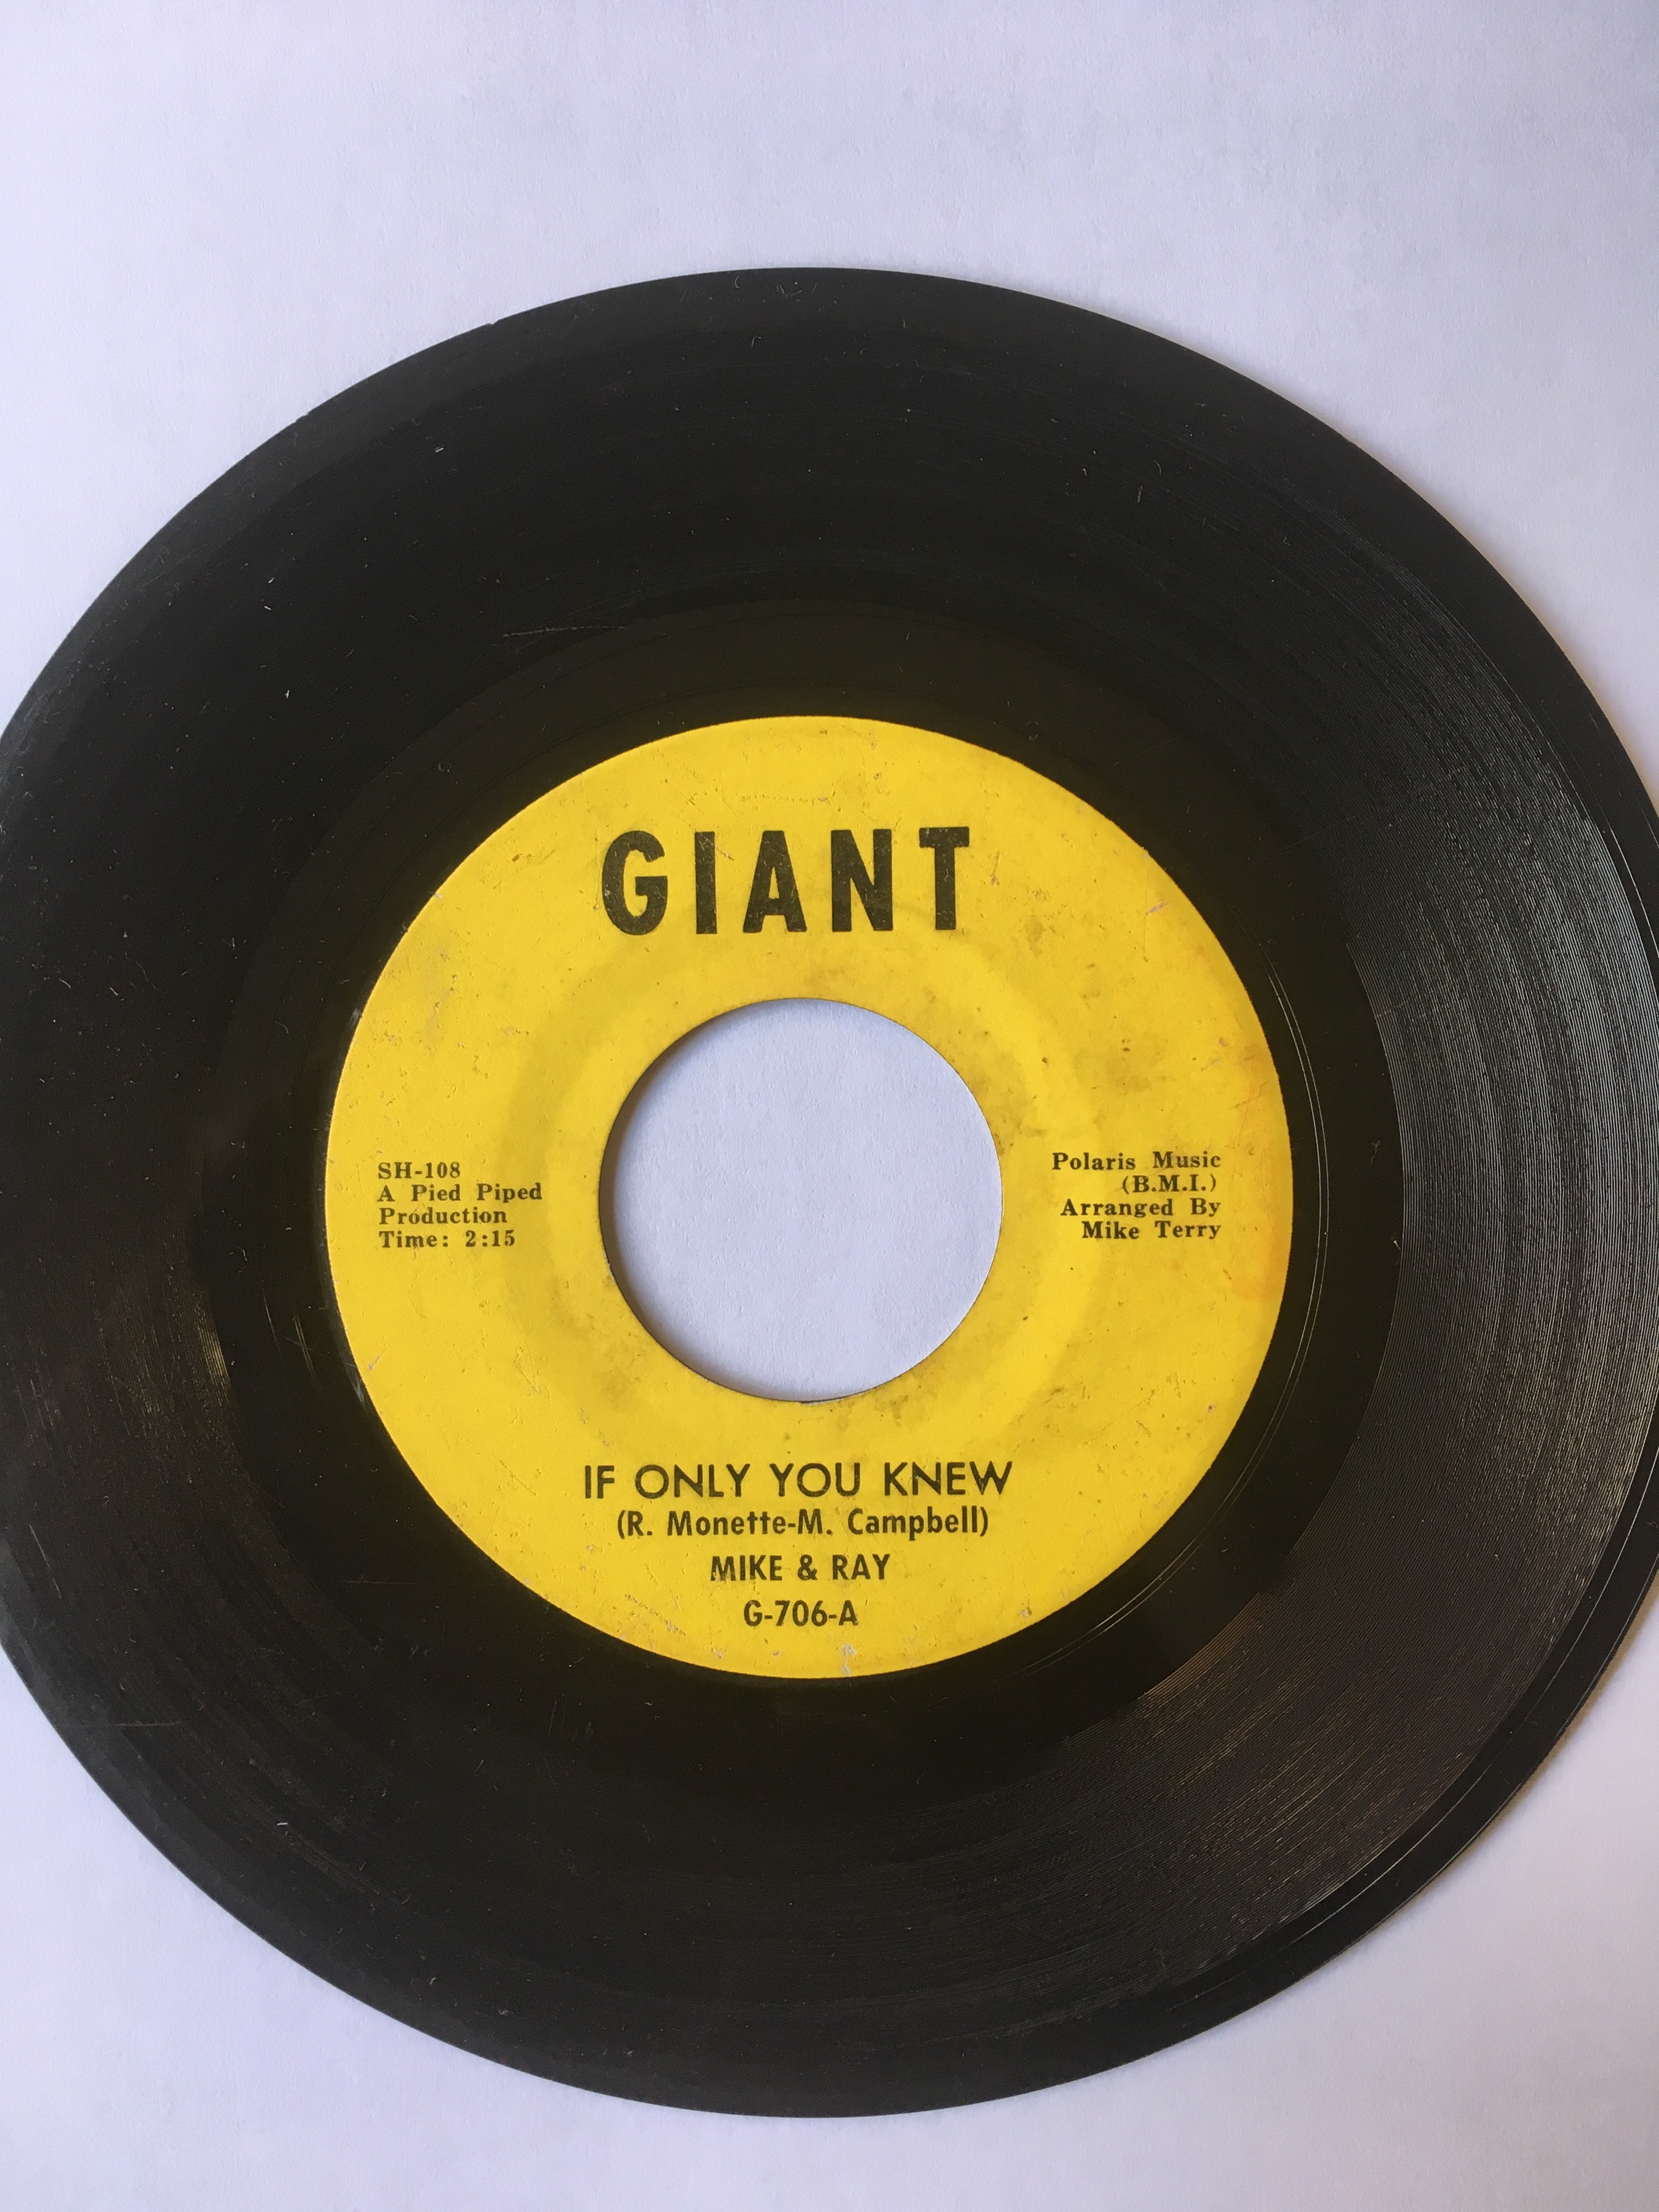 GIANT
SH-108
A Pied Piped
Production
Time: 2:15
Polaris Music
(B.M.I.)
Arranged By
Mike Terry
IF ONLY YOU KNEW
(R. Monette-M. Campbell)
MIKE & RAY
G-706-A